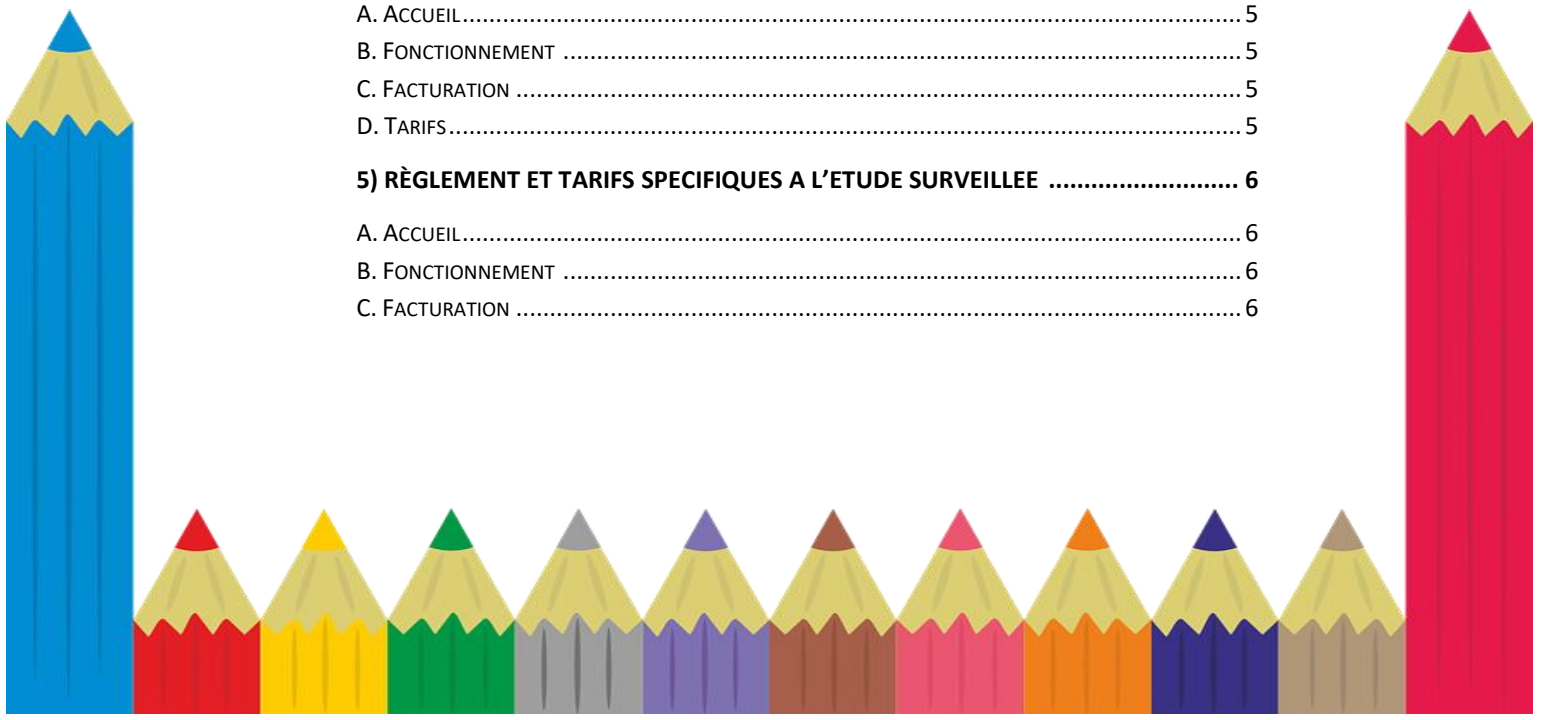 A. ACCUEIL.......................................................................................................................... 5
B. FONCTIONNEMENT ........................................................................................................... 5
C. FACTURATION .................................................................................................................. 5
D. TARIFS............................................................................................................................ 5
5) RÈGLEMENT ET TARIFS SPECIFIQUES A L’ETUDE SURVEILLEE ............................ 6
A. ACCUEIL.......................................................................................................................... 6
B. FONCTIONNEMENT ........................................................................................................... 6
C. FACTURATION .................................................................................................................. 6